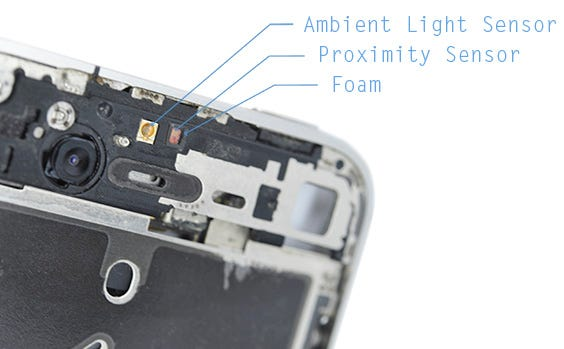 Ambient Light Sensor
Proximity Sensor
Foam